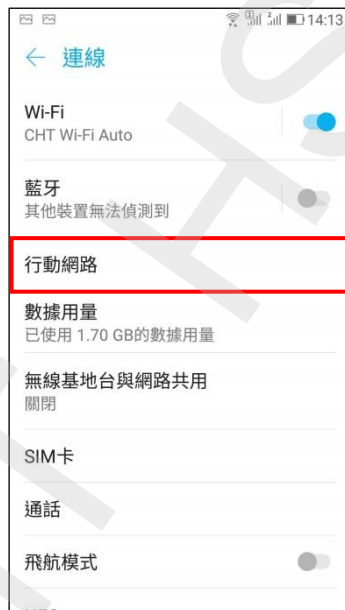 14:13
連線
Wi-Fi
CHT Wi-Fi Auto
藍牙
其他裝置無法偵測到
行動網路
數據用量
已使用 1.70 GB的數據用量
無線基地台與網路共用
關閉
SIM卡
通話
飛航模式